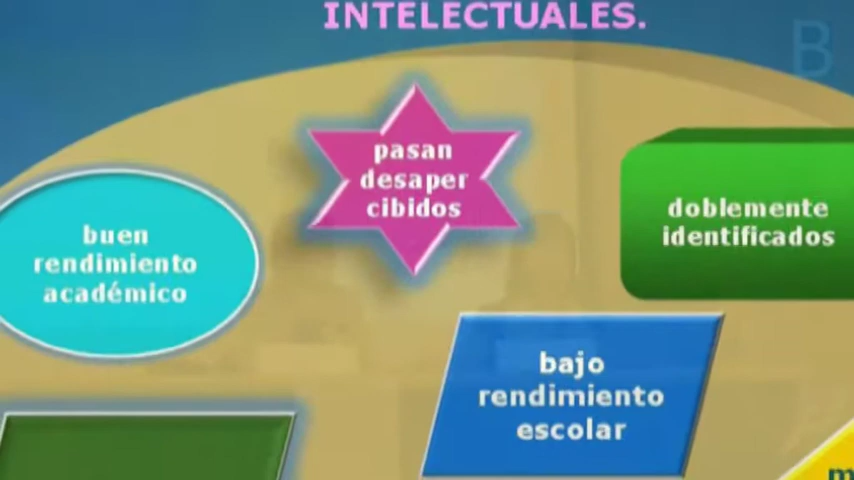 INTELECTUALES.
B
pasan
desaper
cibidos
buen
rendimiento
académico
doblemente
identificados
bajo
rendimiento
escolar